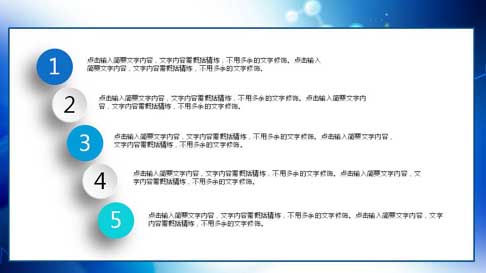 1
点击输入简要文字内容，文字内容需概括精炼，不用多余的文字修饰。点击输入
简要文字内容，文字内容需概括精炼，不用多余的文字修饰。
2
点击输入简要文字内容，文字内容需概括精炼，不用多余的文字修饰。点击输入简要文字内
容，文字内容需概括精炼，不用多余的文字修饰。
3
点击输入简要文字内容，文字内容需概括精炼，不用多余的文字修饰。点击输入简要文字内容，
文字内容需概括精炼，不用多余的文字修饰。
4
点击输入简要文字内容，文字内容需概括精炼，不用多余的文字修饰。点击输入简要文字内容，文
字内容需概括精炼，不用多余的文字修饰。
5
点击输入简要文字内容，文字内容需概括精炼，不用多余的文字修饰。点击输入简要文字内容，文字
内容需概括精炼，不用多余的文字修饰。